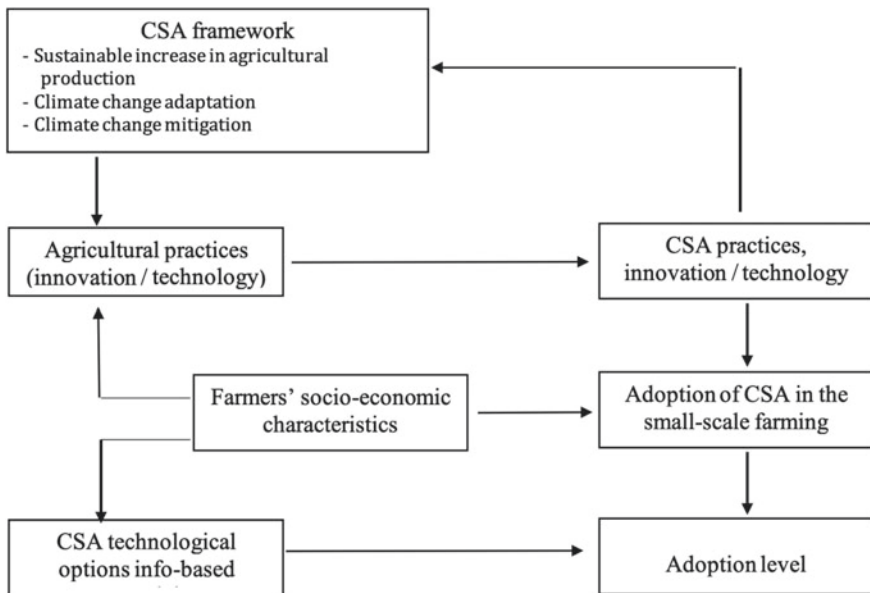 CSA framework
- Sustainable increase in agricultural
production
- Climate change adaptation
- Climate change mitigation
Agricultural practices
(innovation / technology)
CSA practices,
innovation / technology
Farmers’ socio-economic
characteristics
Adoption of CSA in the
small-scale farming
CSA technological
options info-based
Adoption level